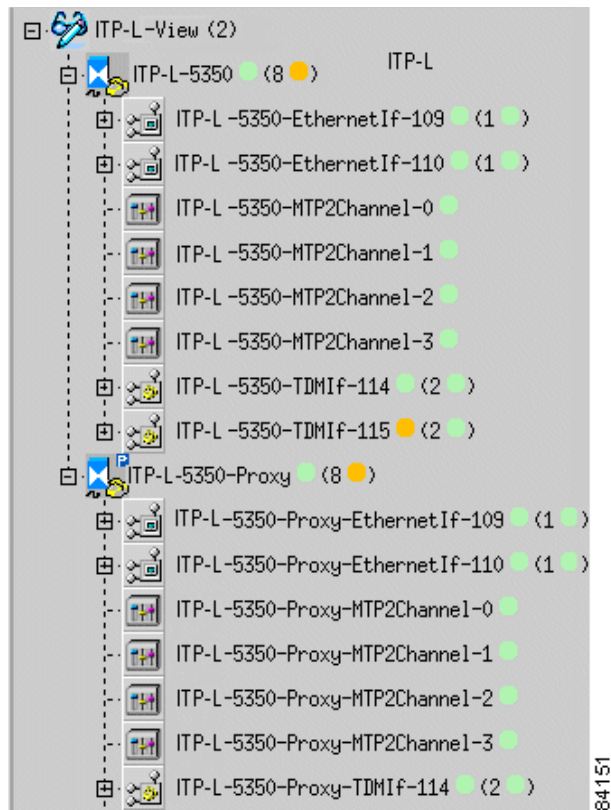 ITP-L-View (2)
ITP-L-5350 (8 )
ITP-L
ITP-L -5350-EthernetIf-109 (1 )
ITP-L -5350-EthernetIf-110 (1 )
ITP-L -5350-MTP2Channel-0
ITP-L -5350-MTP2Channel-1
ITP-L -5350-MTP2Channel-2
ITP-L -5350-MTP2Channel-3
ITP-L -5350-TDMIf-114 (2 )
ITP-L -5350-TDMIf-115 (2 )
P
ITP-L-5350-Proxy (8 )
ITP-L-5350-Proxy-EthernetIf-109 (1 )
ITP-L-5350-Proxy-EthernetIf-110 (1 )
ITP-L-5350-Proxy-MTP2Channel-0
ITP-L-5350-Proxy-MTP2Channel-1
ITP-L-5350-Proxy-MTP2Channel-2
ITP-L-5350-Proxy-MTP2Channel-3
ITP-L-5350-Proxy-TDMIf-114 (2 )
84151